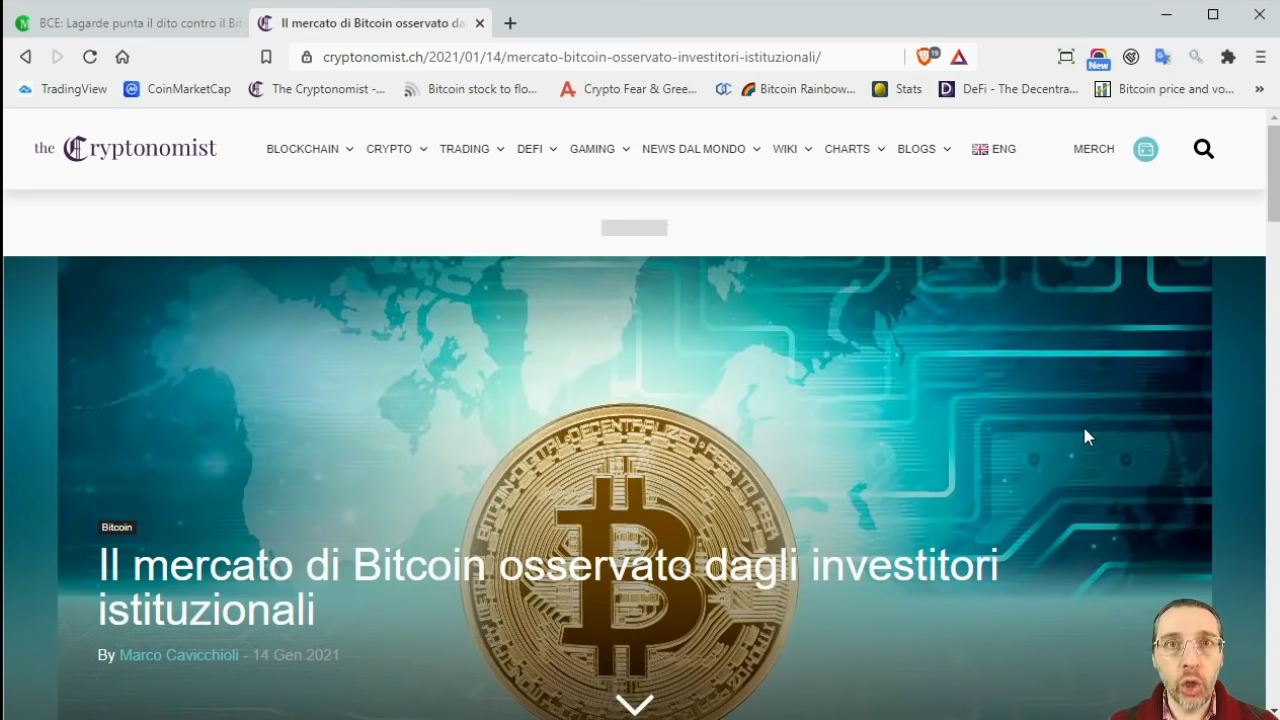 BCE: Lagarde punta il dito contro il Bit
Il mercato di Bitcoin osservato da
cryptonomist.ch/2021/01/14/mercato-bitcoin-osservato-investitori-istituzionali/
19
New
TradingView
CoinMarketCap
The Cryptonomist -...
Bitcoin stock to flo...
Crypto Fear & Gree...
Bitcoin Rainbow...
Stats
DeFi - The Decentra...
Bitcoin price and vo...
»
the Cryptonomist
BLOCKCHAIN
CRYPTO
TRADING
DEFI
GAMING
NEWS DAL MONDO
WIKI
CHARTS
BLOGS
ENG
MERCH
Bitcoin
Il mercato di Bitcoin osservato dagli investitori
istituzionali
By Marco Cavicchioli - 14 Gen 2021